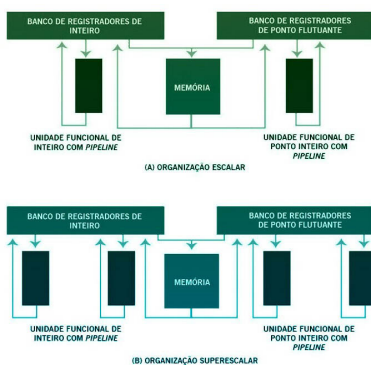 BANCO DE REGISTRADORES DE
INTEIRO
BANCO DE REGISTRADORES
DE PONTO FLUTUANTE
MEMÓRIA
UNIDADE FUNCIONAL DE
INTEIRO COM PIPELINE
UNIDADE FUNCIONAL DE
PONTO INTEIRO COM
PIPELINE
(A) ORGANIZAÇÃO ESCALAR
BANCO DE REGISTRADORES DE
INTEIRO
BANCO DE REGISTRADORES
DE PONTO FLUTUANTE
MEMÓRIA
UNIDADE FUNCIONAL DE
INTEIRO COM PIPELINE
UNIDADE FUNCIONAL DE
PONTO INTEIRO COM
PIPELINE
(B) ORGANIZAÇÃO SUPERESCALAR